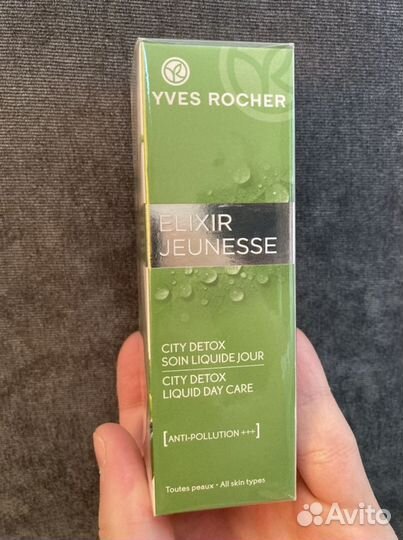 YVES ROCHER
ELIXIR
JEUNESSE
CITY DETOX
SOIN LIQUIDE JOUR
CITY DETOX
LIQUID DAY CARE
[ANTI-POLLUTION +++]
Toutes peaux • All skin types
Avito